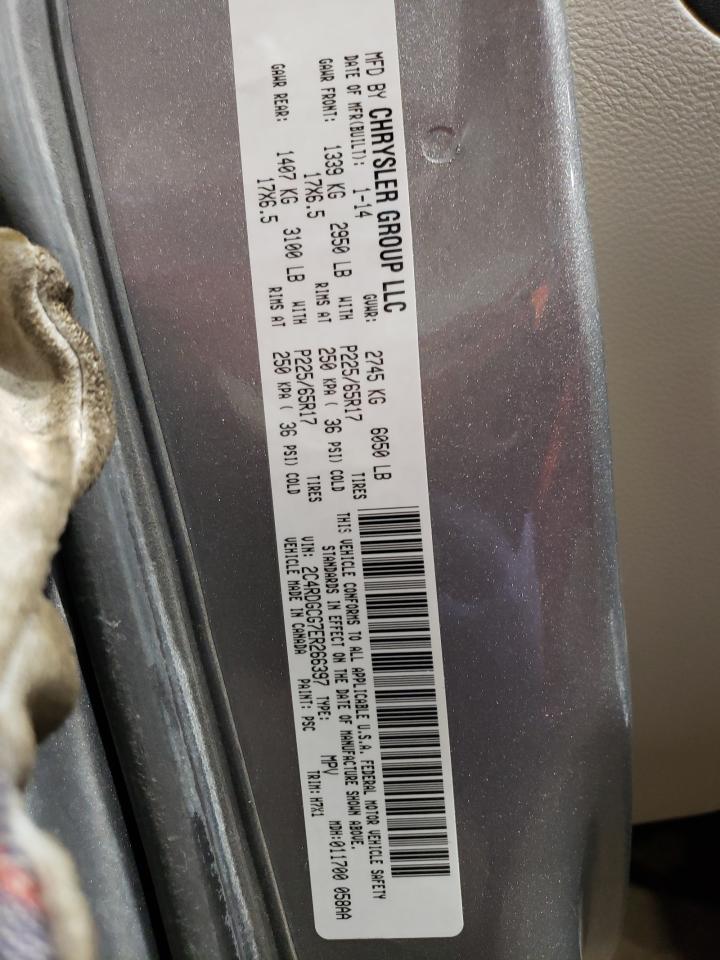 MFD BY CHRYSLER GROUP LLC
DATE OF MFR(BUILT): 1-14 GVWR: 2745 KG 6050 LB
GAWR FRONT: 1339 KG 2950 LB WITH P225/65R17 TIRES
17X6.5 RIMS AT 250 KPA ( 36 PSI) COLD
GAWR REAR: 1407 KG 3100 LB WITH P225/65R17 TIRES
17X6.5 RIMS AT 250 KPA ( 36 PSI) COLD
THIS VEHICLE CONFORMS TO ALL APPLICABLE U.S.A. FEDERAL MOTOR VEHICLE SAFETY
STANDARDS IN EFFECT ON THE DATE OF MANUFACTURE SHOWN ABOVE.
VIN: 2C4RDGCG7ER266397 TYPE: MPV MDH:011700 058AA
VEHICLE MADE IN CANADA PAINT: PSC TRIM:H7X1